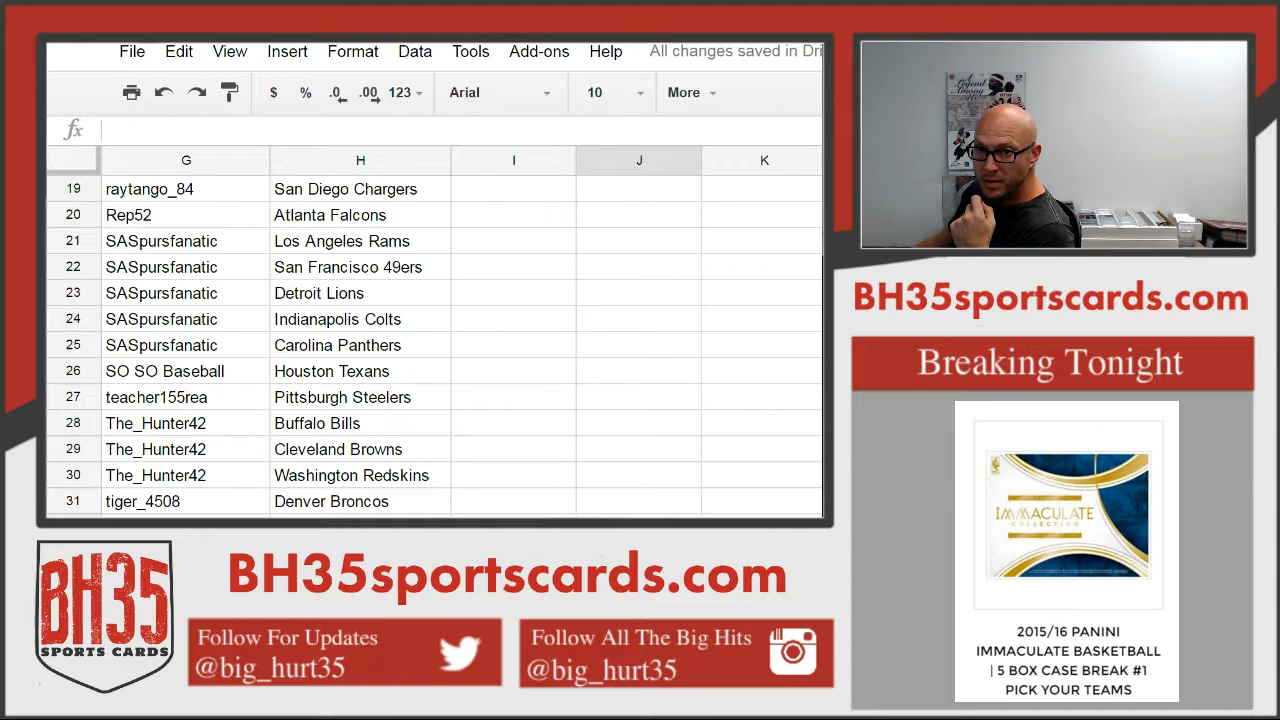 File Edit View Insert Format Data Tools Add-ons Help All changes saved in Dri
$ % .0 .00 123 Arial 10 More
fx
G H I J K
19 raytango_84 San Diego Chargers
20 Rep52 Atlanta Falcons
21 SASpursfanatic Los Angeles Rams
22 SASpursfanatic San Francisco 49ers
23 SASpursfanatic Detroit Lions
24 SASpursfanatic Indianapolis Colts
25 SASpursfanatic Carolina Panthers
26 SO SO Baseball Houston Texans
27 teacher155rea Pittsburgh Steelers
28 The_Hunter42 Buffalo Bills
29 The_Hunter42 Cleveland Browns
30 The_Hunter42 Washington Redskins
31 tiger_4508 Denver Broncos
A Legend Among
BH35sportscards.com
Breaking Tonight
IMMACULATE
COLLECTION
2015/16 PANINI
IMMACULATE BASKETBALL
| 5 BOX CASE BREAK #1
PICK YOUR TEAMS
BH35
SPORTS CARDS
BH35sportscards.com
Follow For Updates
@big_hurt35
Follow All The Big Hits
@big_hurt35